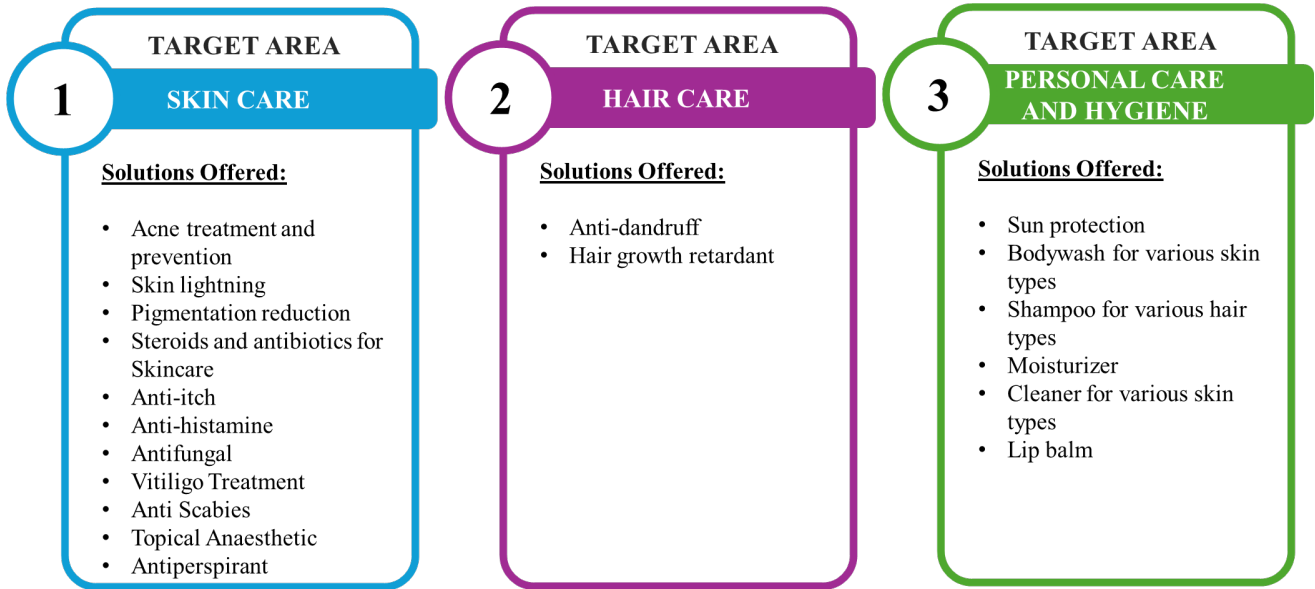 TARGET AREA
1
SKIN CARE
Solutions Offered:
• Acne treatment and
prevention
• Skin lightning
• Pigmentation reduction
• Steroids and antibiotics for
Skincare
• Anti-itch
• Anti-histamine
• Antifungal
• Vitiligo Treatment
• Anti Scabies
• Topical Anaesthetic
• Antiperspirant
TARGET AREA
2
HAIR CARE
Solutions Offered:
• Anti-dandruff
• Hair growth retardant
TARGET AREA
3
PERSONAL CARE
AND HYGIENE
Solutions Offered:
• Sun protection
• Bodywash for various skin
types
• Shampoo for various hair
types
• Moisturizer
• Cleaner for various skin
types
• Lip balm